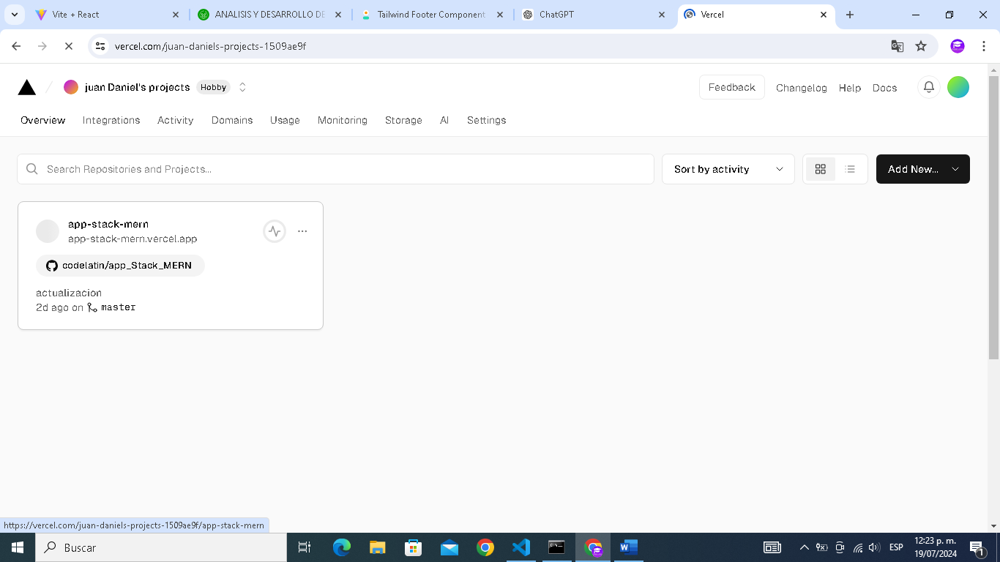 Vite + React
ANALISIS Y DESARROLLO DE
Tailwind Footer Component
ChatGPT
Vercel
vercel.com/juan-daniels-projects-1509ae9f
juan Daniel's projects
Hobby
Feedback
Changelog
Help
Docs
Overview
Integrations
Activity
Domains
Usage
Monitoring
Storage
AI
Settings
Search Repositories and Projects...
Sort by activity
Add New...
app-stack-mern
app-stack-mern.vercel.app
codelatin/app_Stack_MERN
actualizacion
2d ago on master
https://vercel.com/juan-daniels-projects-1509ae9f/app-stack-mern
Buscar
ESP
12:23 p. m.
19/07/2024
1